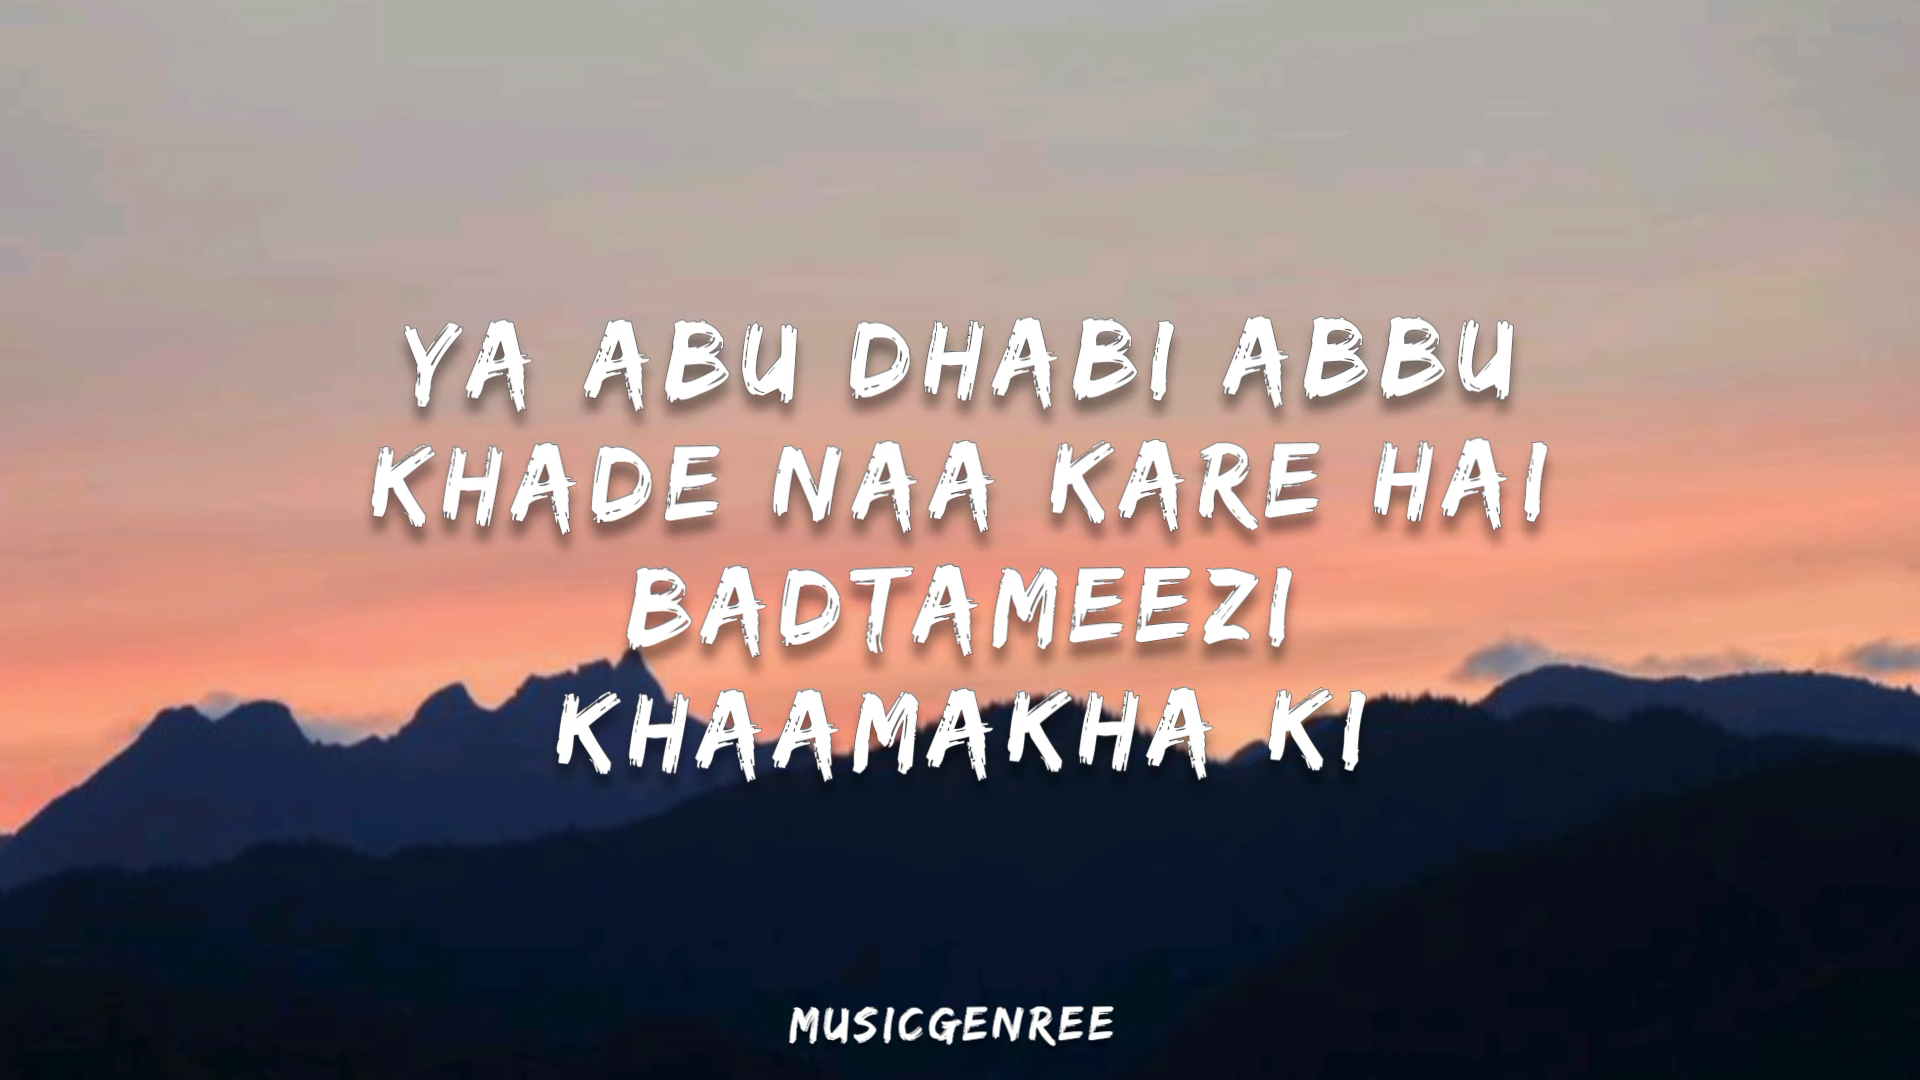 YA ABU DHABI ABBU
KHADE NAA KARE HAI
BADTAMEEZI
KHAAMAKHA KI
MUSICGENREE